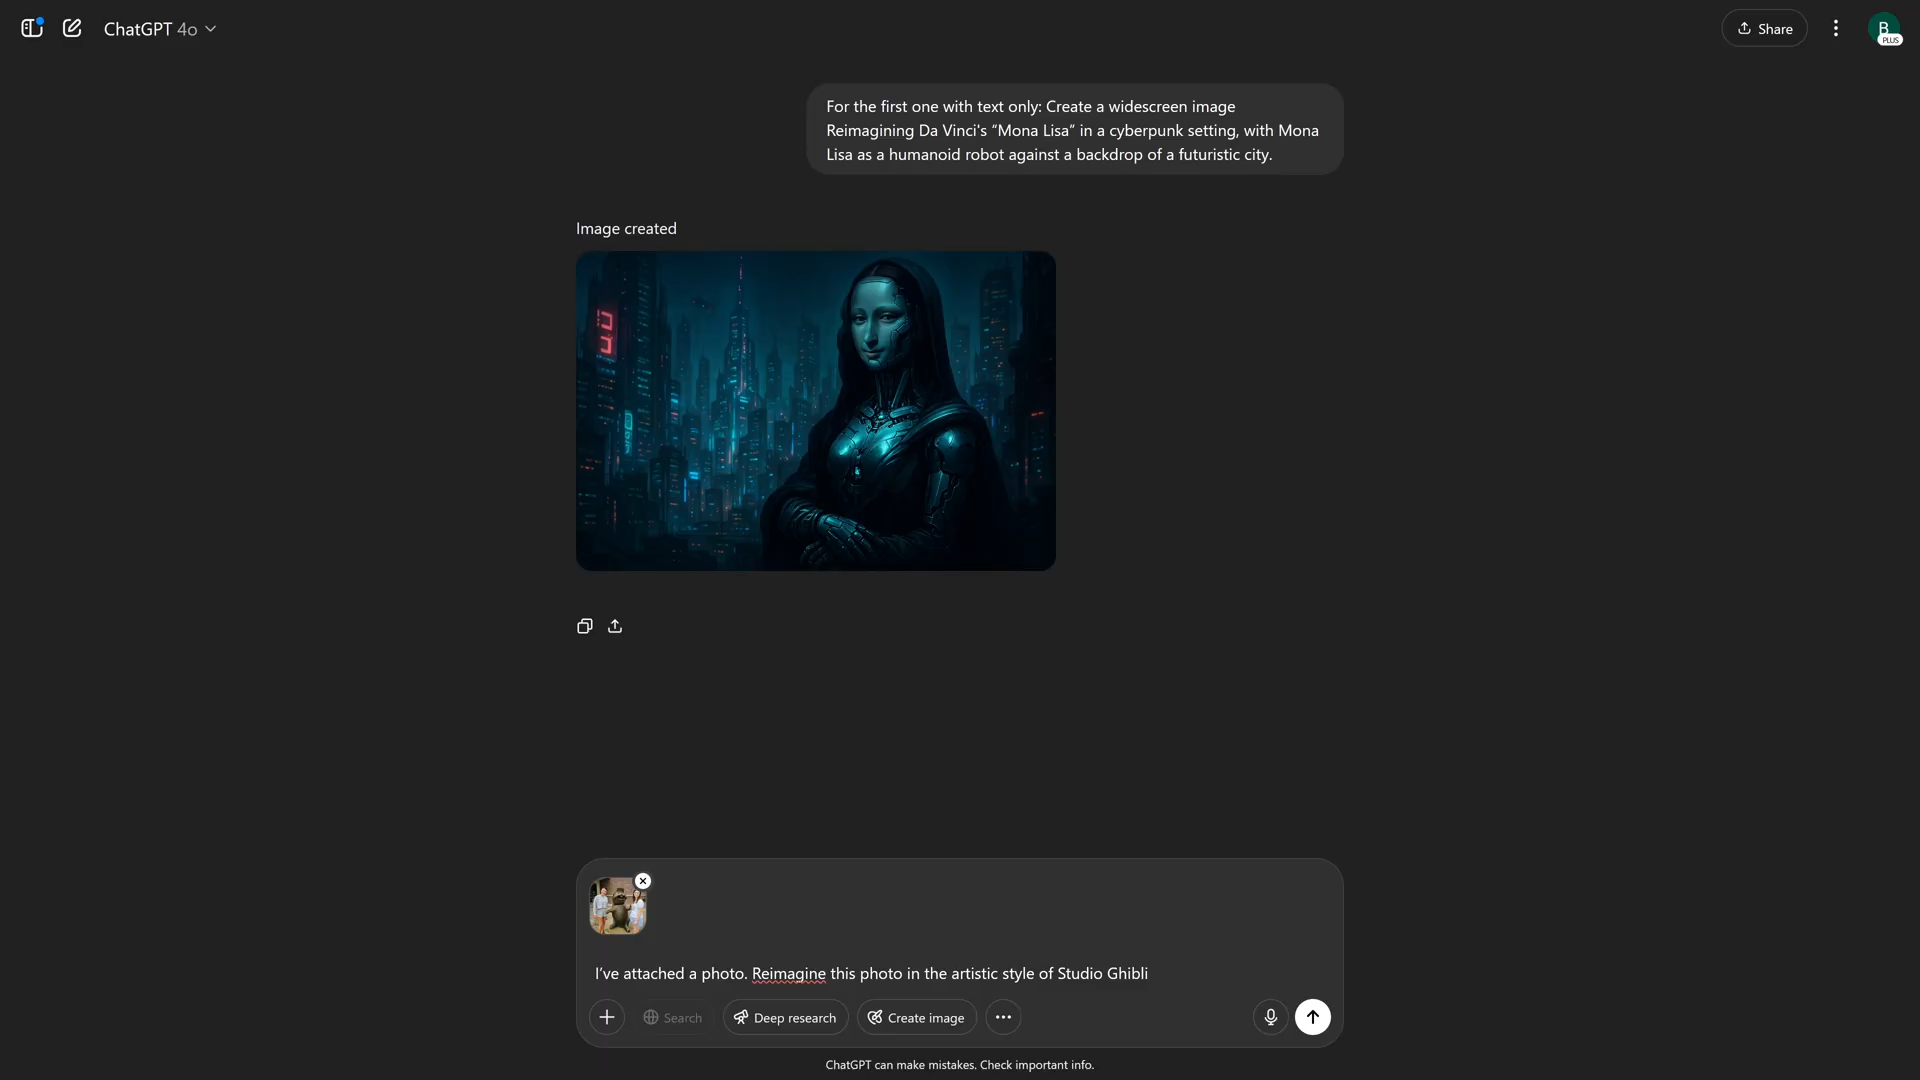 ChatGPT 4o
Share
B
PLUS
For the first one with text only: Create a widescreen image
Reimagining Da Vinci's “Mona Lisa” in a cyberpunk setting, with Mona
Lisa as a humanoid robot against a backdrop of a futuristic city.
Image created
I've attached a photo. Reimagine this photo in the artistic style of Studio Ghibli
Search
Deep research
Create image
ChatGPT can make mistakes. Check important info.